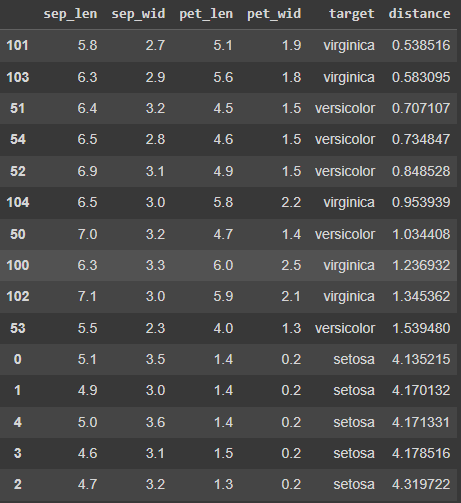 sep_len sep_wid pet_len pet_wid target distance
101 5.8 2.7 5.1 1.9 virginica 0.538516
103 6.3 2.9 5.6 1.8 virginica 0.583095
51 6.4 3.2 4.5 1.5 versicolor 0.707107
54 6.5 2.8 4.6 1.5 versicolor 0.734847
52 6.9 3.1 4.9 1.5 versicolor 0.848528
104 6.5 3.0 5.8 2.2 virginica 0.953939
50 7.0 3.2 4.7 1.4 versicolor 1.034408
100 6.3 3.3 6.0 2.5 virginica 1.236932
102 7.1 3.0 5.9 2.1 virginica 1.345362
53 5.5 2.3 4.0 1.3 versicolor 1.539480
0 5.1 3.5 1.4 0.2 setosa 4.135215
1 4.9 3.0 1.4 0.2 setosa 4.170132
4 5.0 3.6 1.4 0.2 setosa 4.171331
3 4.6 3.1 1.5 0.2 setosa 4.178516
2 4.7 3.2 1.3 0.2 setosa 4.319722